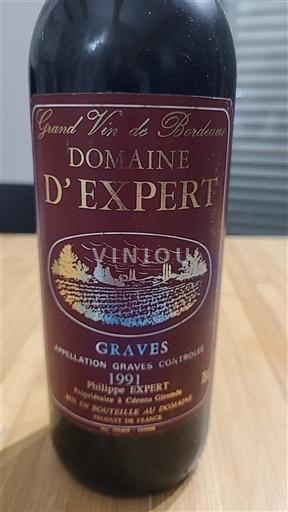 Grand Vin de Bordeaux
DOMAINE
D'EXPERT
VINIOU
GRAVES
APPELLATION GRAVES CONTROLÉE
1991
Philippe EXPERT
Propriétaire à Cérons Gironde
MIS EN BOUTEILLE AU DOMAINE
PRODUIT DE FRANCE